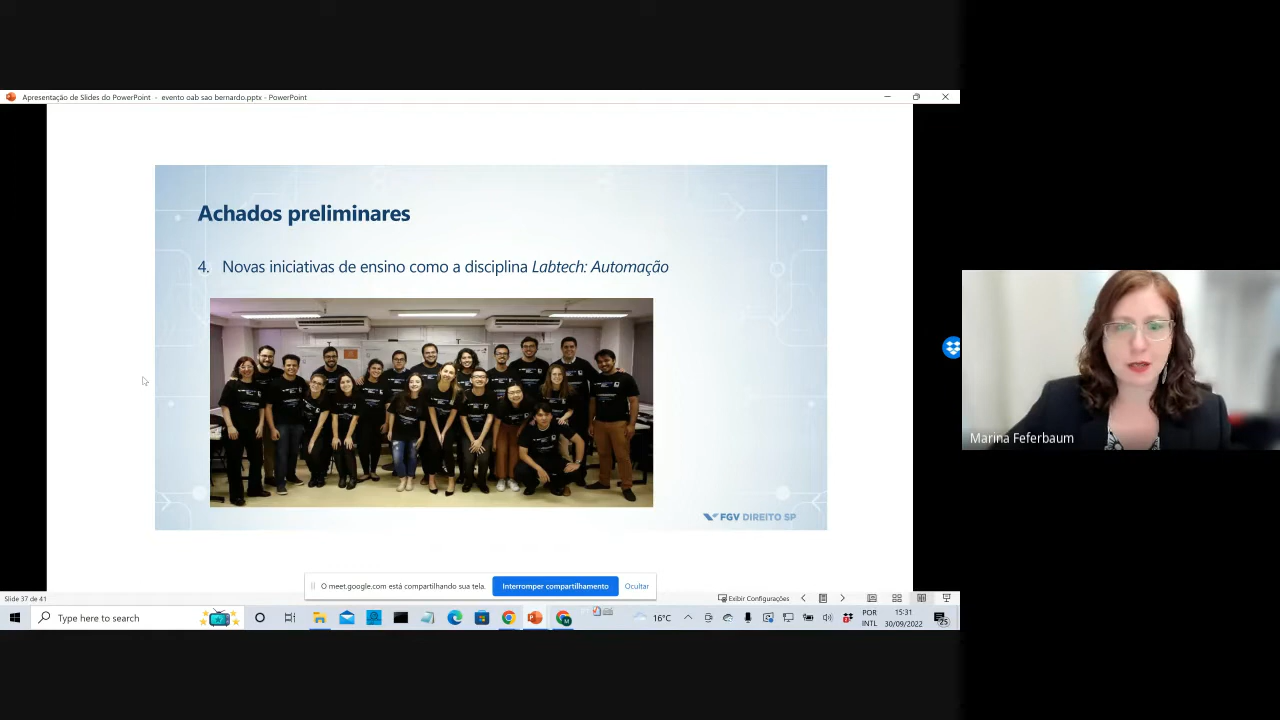 Apresentação de Slides do PowerPoint - evento oab sao bernardo.pptx - PowerPoint
Achados preliminares
4. Novas iniciativas de ensino como a disciplina Labtech: Automação
FGV DIREITO SP
Marina Feferbaum
O meet.google.com está compartilhando sua tela.
Interromper compartilhamento
Ocultar
Slide 37 de 41
Exibir Configurações
Type here to search
16°C
POR
INTL
15:31
30/09/2022
25